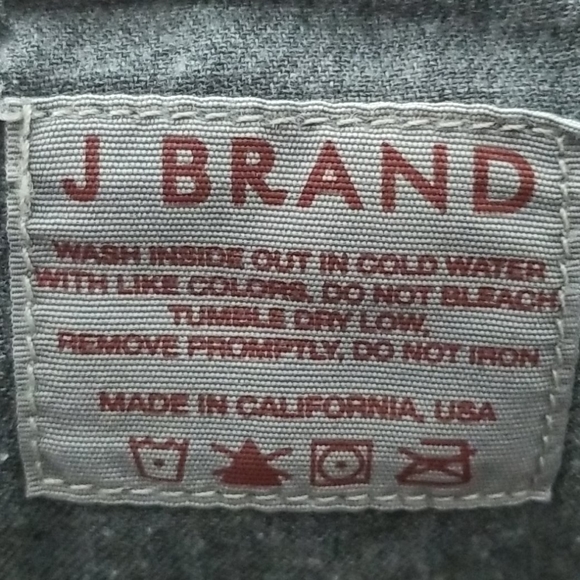 J BRAND
WASH INSIDE OUT IN COLD WATER
WITH LIKE COLORS, DO NOT BLEACH
TUMBLE DRY LOW,
REMOVE PROMPTLY, DO NOT IRON
MADE IN CALIFORNIA, USA